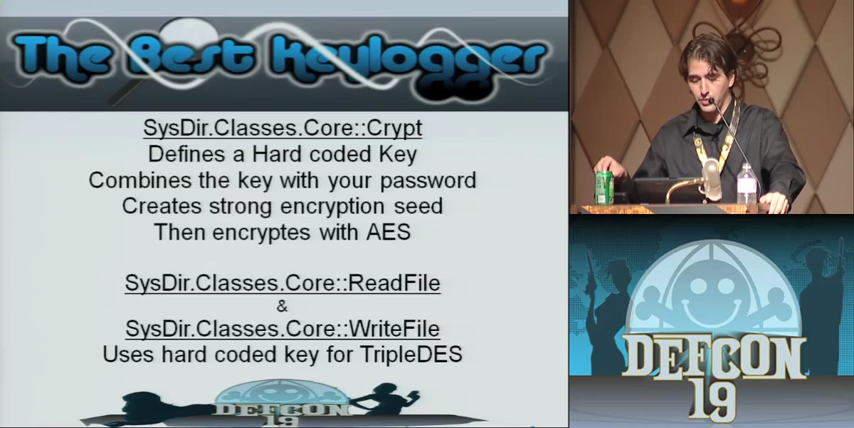 The Best Keylogger
SysDir.Classes.Core::Crypt
Defines a Hard coded Key
Combines the key with your password
Creates strong encryption seed
Then encryptes with AES
SysDir.Classes.Core::ReadFile
&
SysDir.Classes.Core::WriteFile
Uses hard coded key for TripleDES
DEFCON
19
DEFCON
19